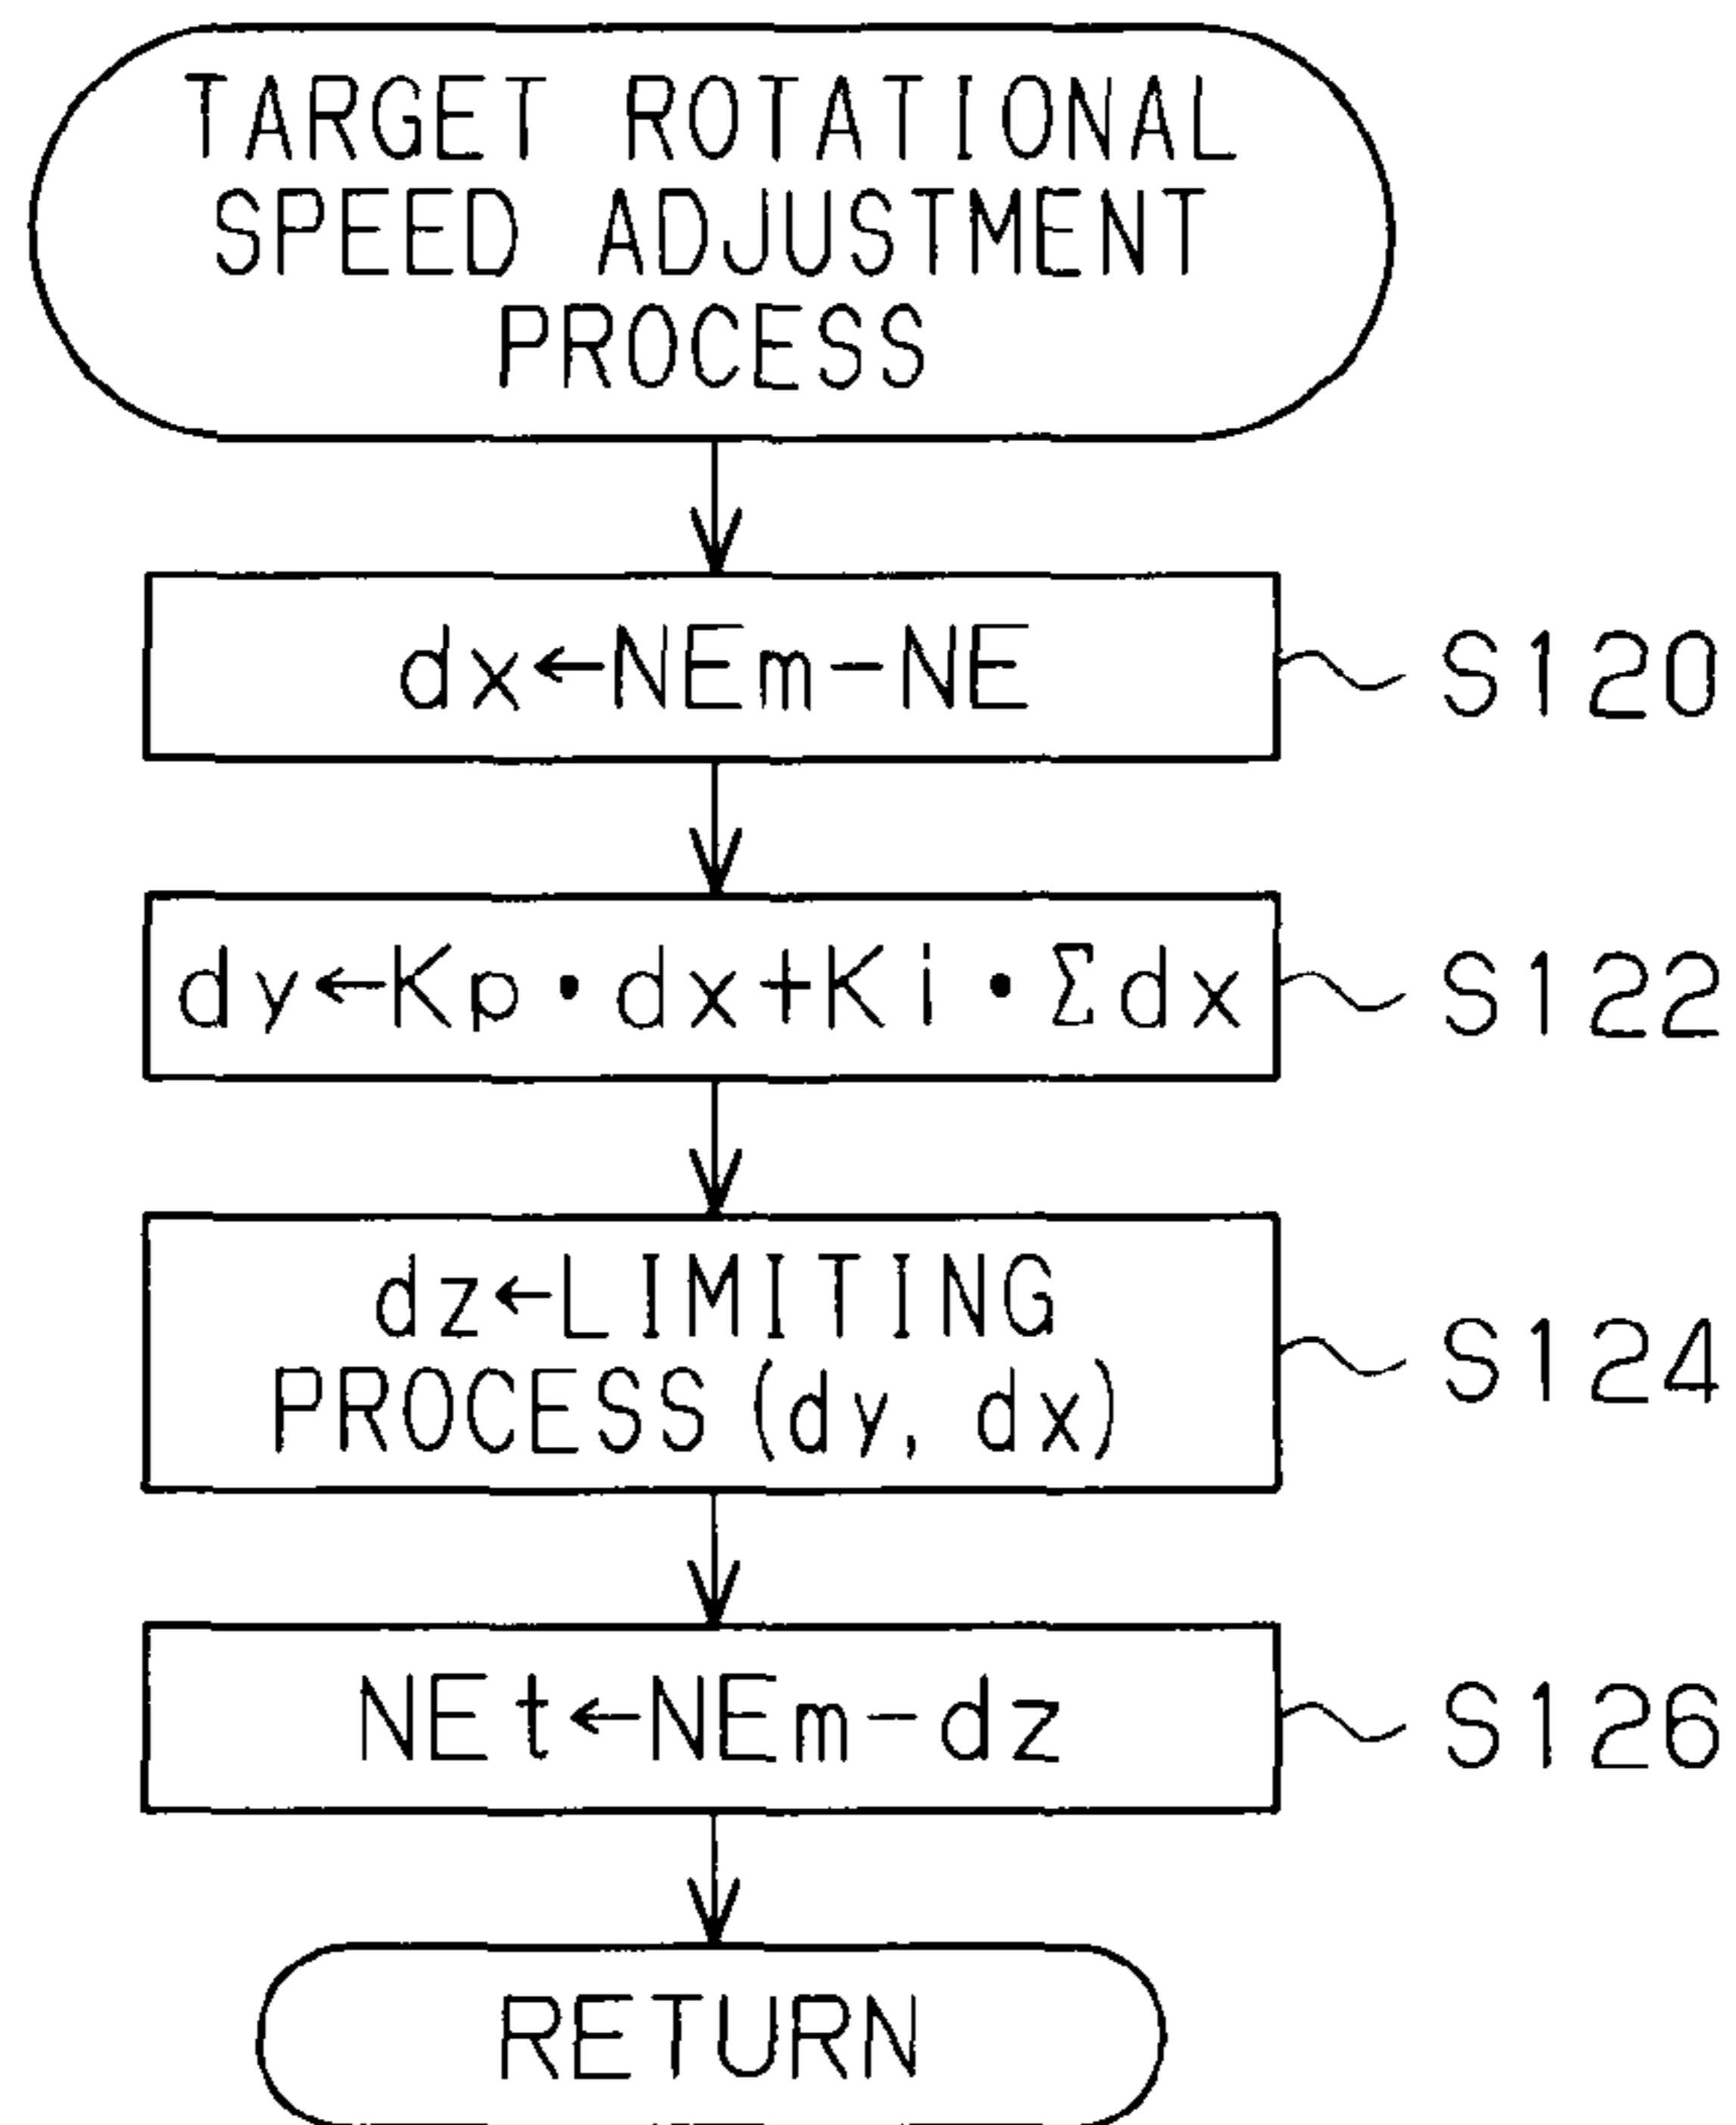 TARGET ROTATIONAL
SPEED ADJUSTMENT
PROCESS
dx←NEm−NE
S120
dy←Kp・dx+Ki・Σdx
S122
dz←LIMITING
PROCESS(dy, dx)
S124
NEt←NEm−dz
S126
RETURN